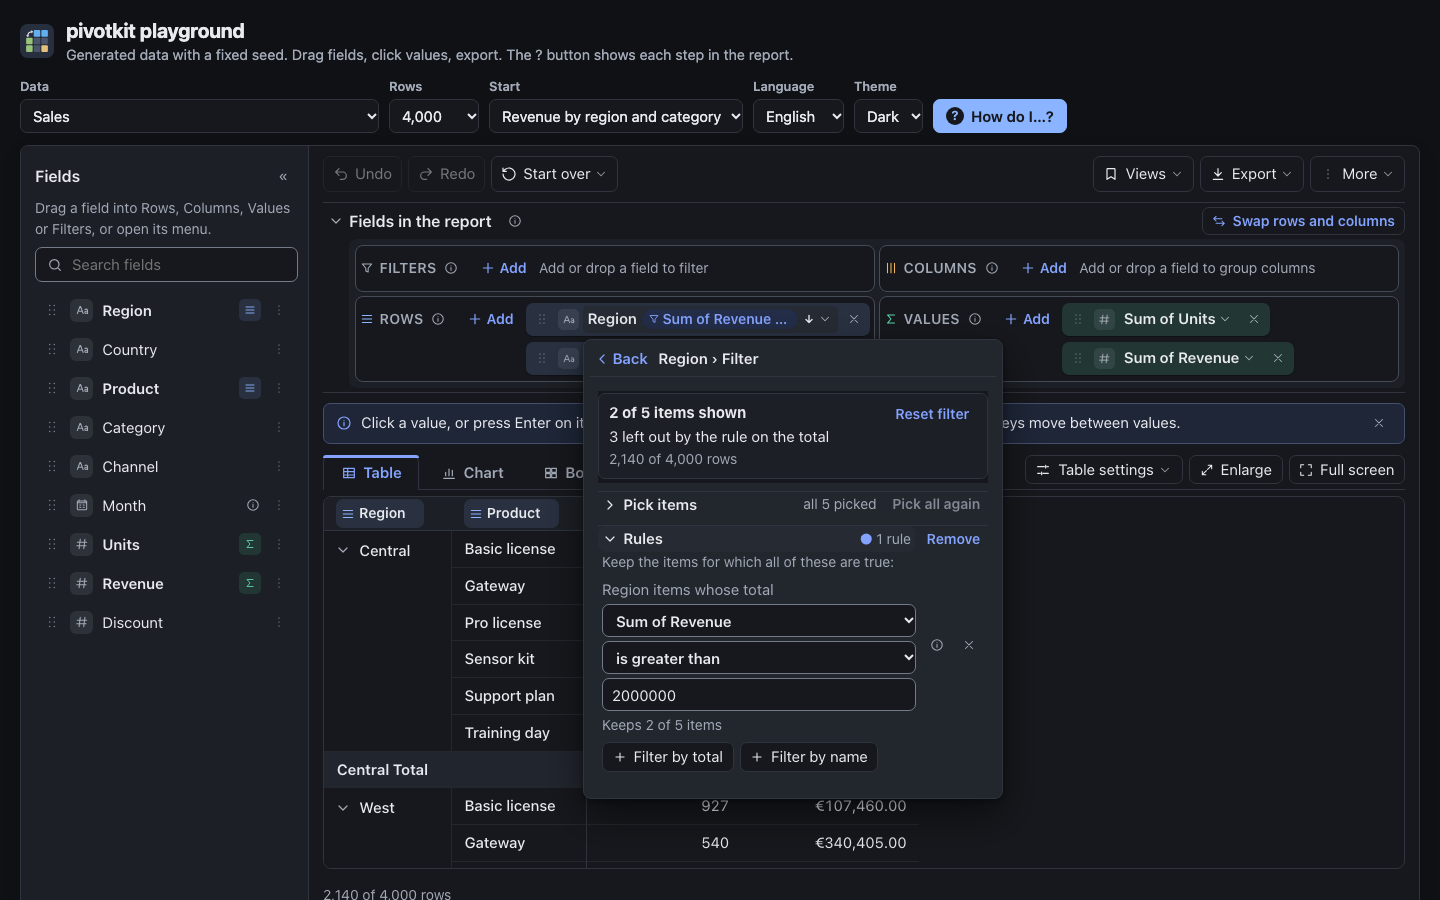 pivotkit playground
Generated data with a fixed seed. Drag fields, click values, export. The ? button shows each step in the report.
Data
Rows
Start
Language
Theme
Sales
4,000
Revenue by region and category
English
Dark
? How do I...?
Fields
«
Drag a field into Rows, Columns, Values
or Filters, or open its menu.
Search fields
Aa Region
Aa Country
Aa Product
Aa Category
Aa Channel
Month
# Units Σ
# Revenue Σ
# Discount
Undo
Redo
Start over
Views
Export
More
Fields in the report
Swap rows and columns
FILTERS
+ Add
Add or drop a field to filter
COLUMNS
+ Add
Add or drop a field to group columns
ROWS
+ Add
Aa Region
Sum of Revenue ...
Aa
Σ VALUES
+ Add
# Sum of Units
# Sum of Revenue
Back
Region › Filter
2 of 5 items shown
Reset filter
3 left out by the rule on the total
2,140 of 4,000 rows
Pick items
all 5 picked
Pick all again
Rules
1 rule
Remove
Keep the items for which all of these are true:
Region items whose total
Sum of Revenue
is greater than
2000000
Keeps 2 of 5 items
+ Filter by total
+ Filter by name
Click a value, or press Enter on it
eys move between values.
Table
Chart
Bo
Table settings
Enlarge
Full screen
Region
Product
Central
Basic license
Gateway
Pro license
Sensor kit
Support plan
Training day
Central Total
West
Basic license
927
€107,460.00
Gateway
540
€340,405.00
2,140 of 4,000 rows